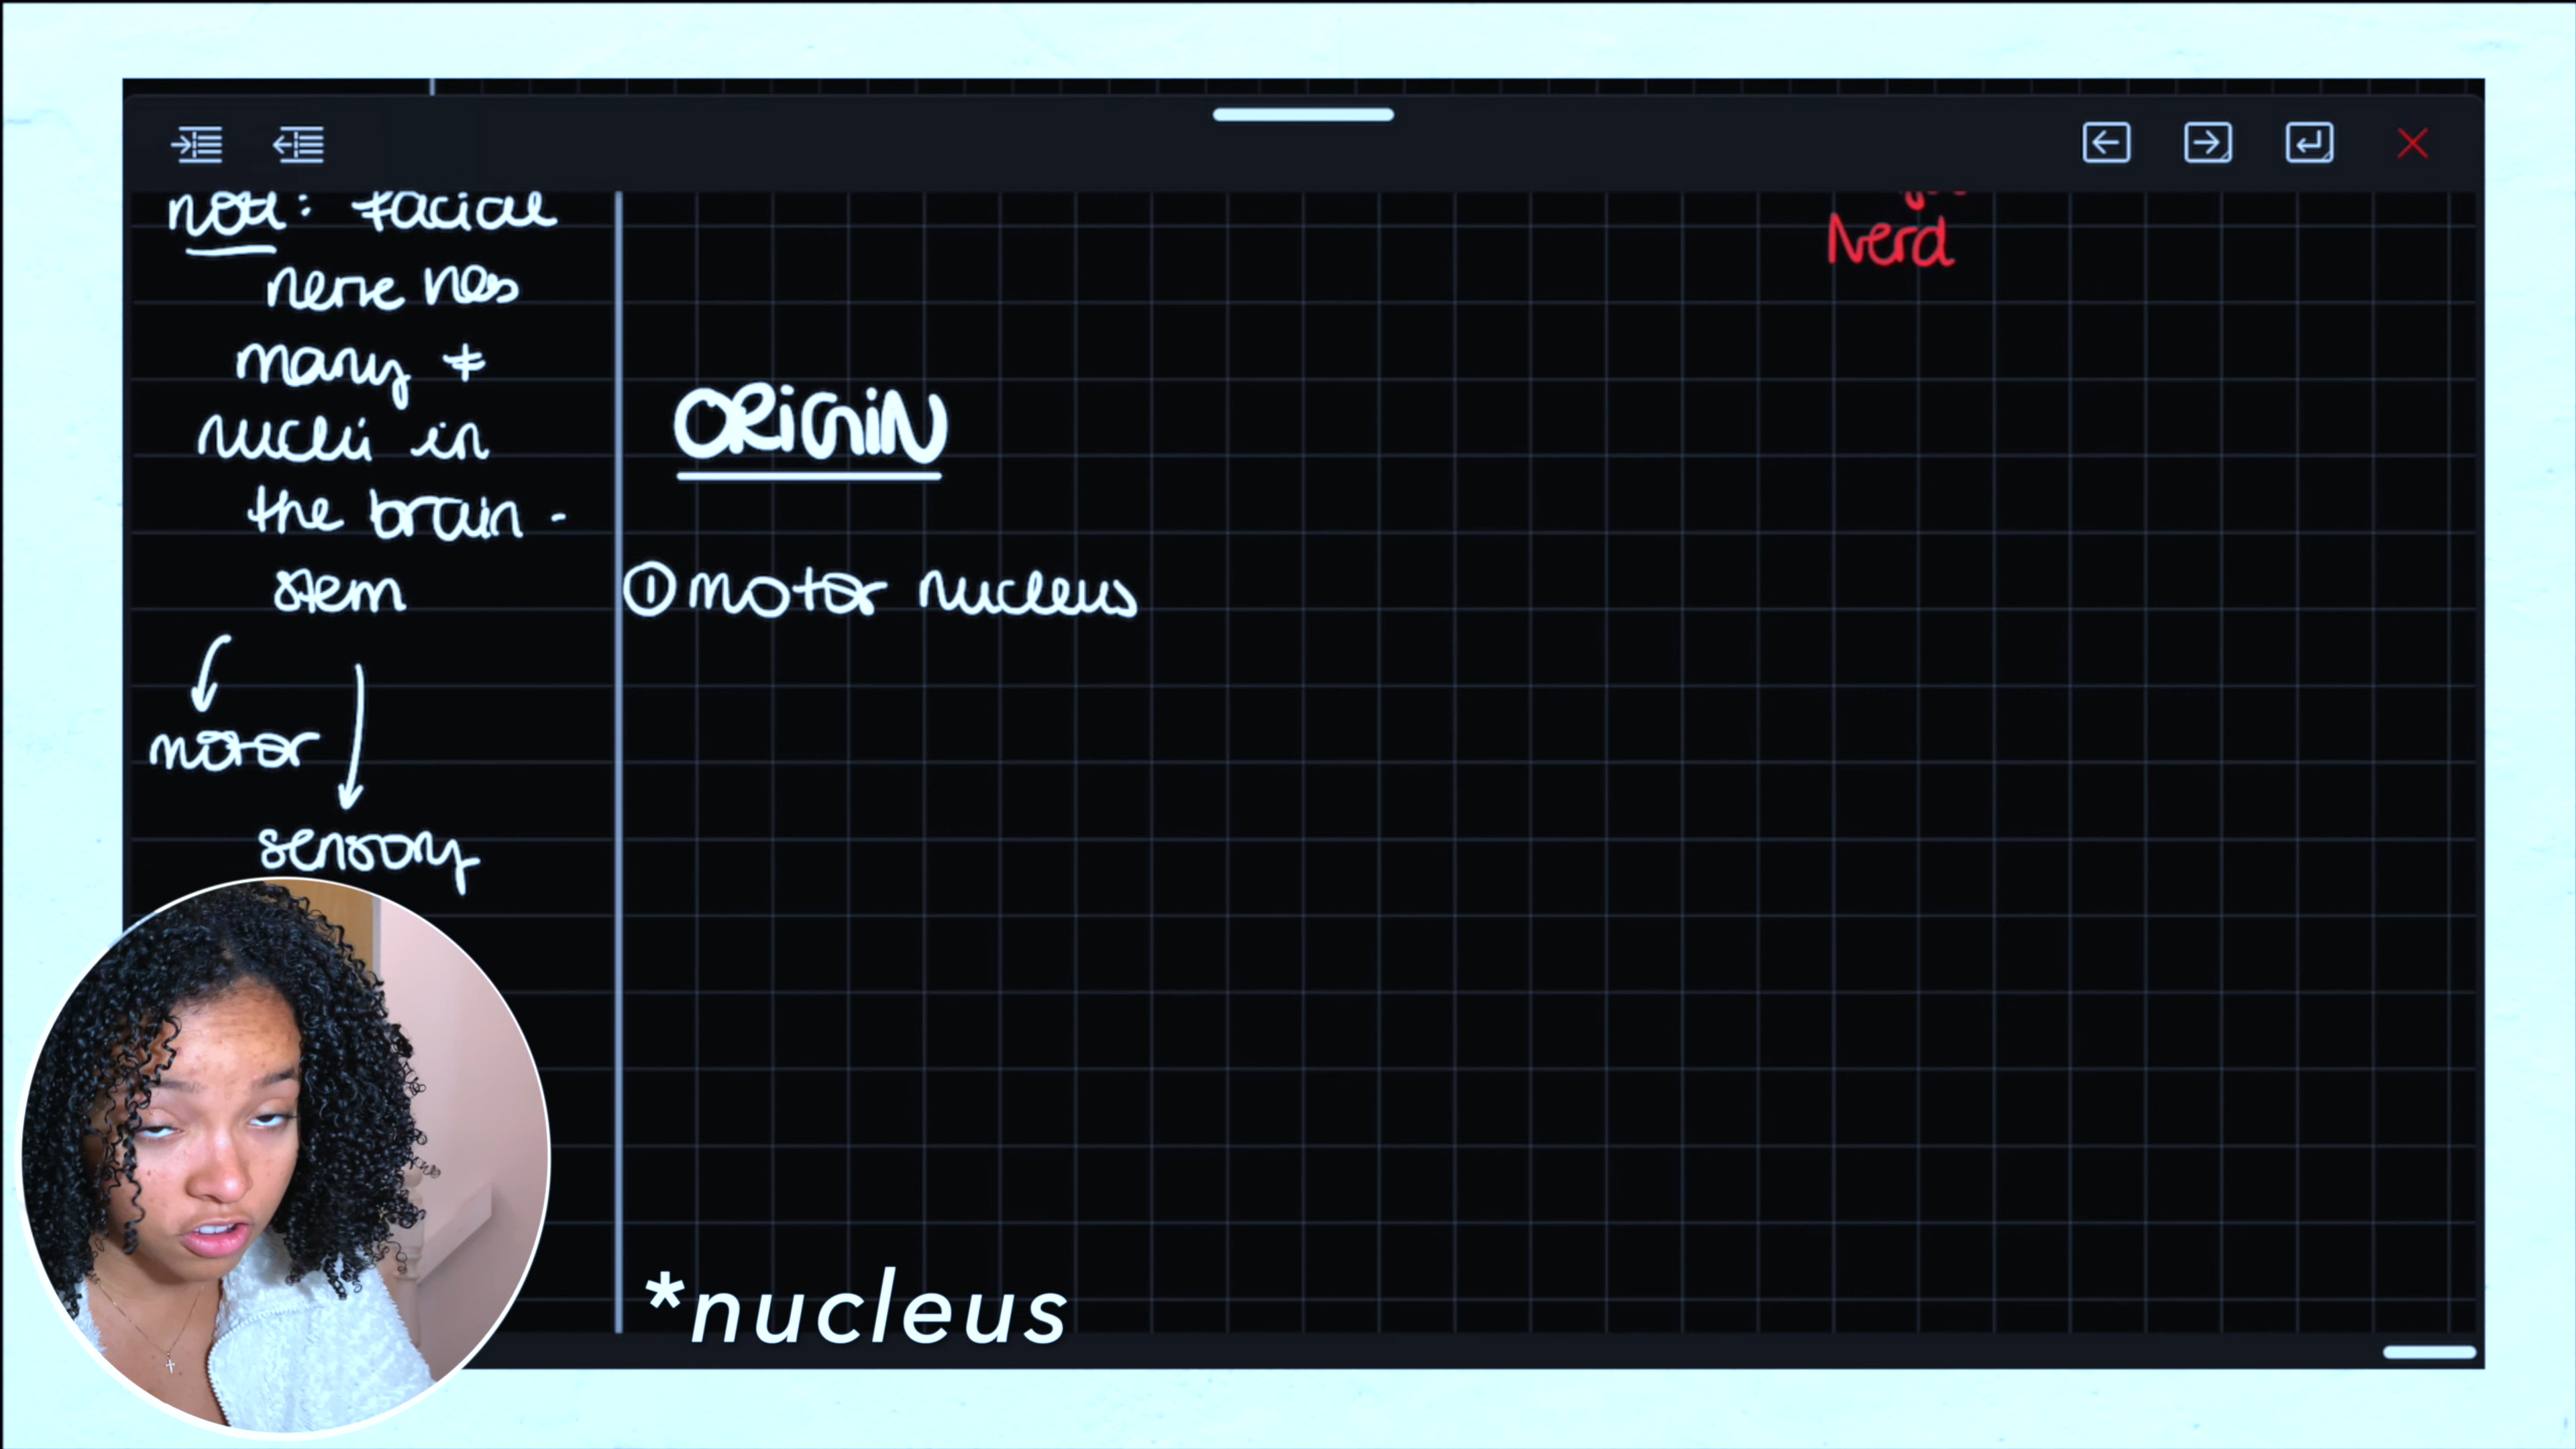 note: facial
nerve has
many ≠
nuclei in
the brain-
stem
motor
sensory
Nerd
ORIGIN
① motor nucleus
*nucleus